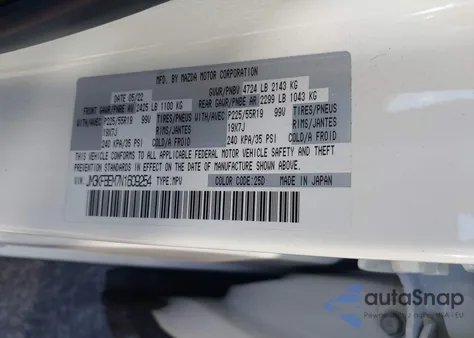 MFD. BY MAZDA MOTOR CORPORATION
DATE 05/22 GVWR/PNBV 4724 LB 2143 KG
FRONT GAWR/PNBE AV 2425 LB 1100 KG REAR GAWR/PNBE AR 2299 LB 1043 KG
WITH/AVEC P225/55R19 99V TIRES/PNEUS WITH/AVEC P225/55R19 99V TIRES/PNEUS
19X7J RIMS/JANTES 19X7J RIMS/JANTES
240 KPA/35 PSI COLD/A FROID 240 KPA/35 PSI COLD/A FROID
THIS VEHICLE CONFORMS TO ALL APPLICABLE FEDERAL MOTOR VEHICLE SAFETY, BUMPER, AND THEFT
PREVENTION STANDARDS IN EFFECT ON THE DATE OF MANUFACTURE SHOWN ABOVE.
VIN: JM3KFBEM7N1609254 TYPE: MPV COLOR CODE: 25D MADE IN JAPAN
autoSnap